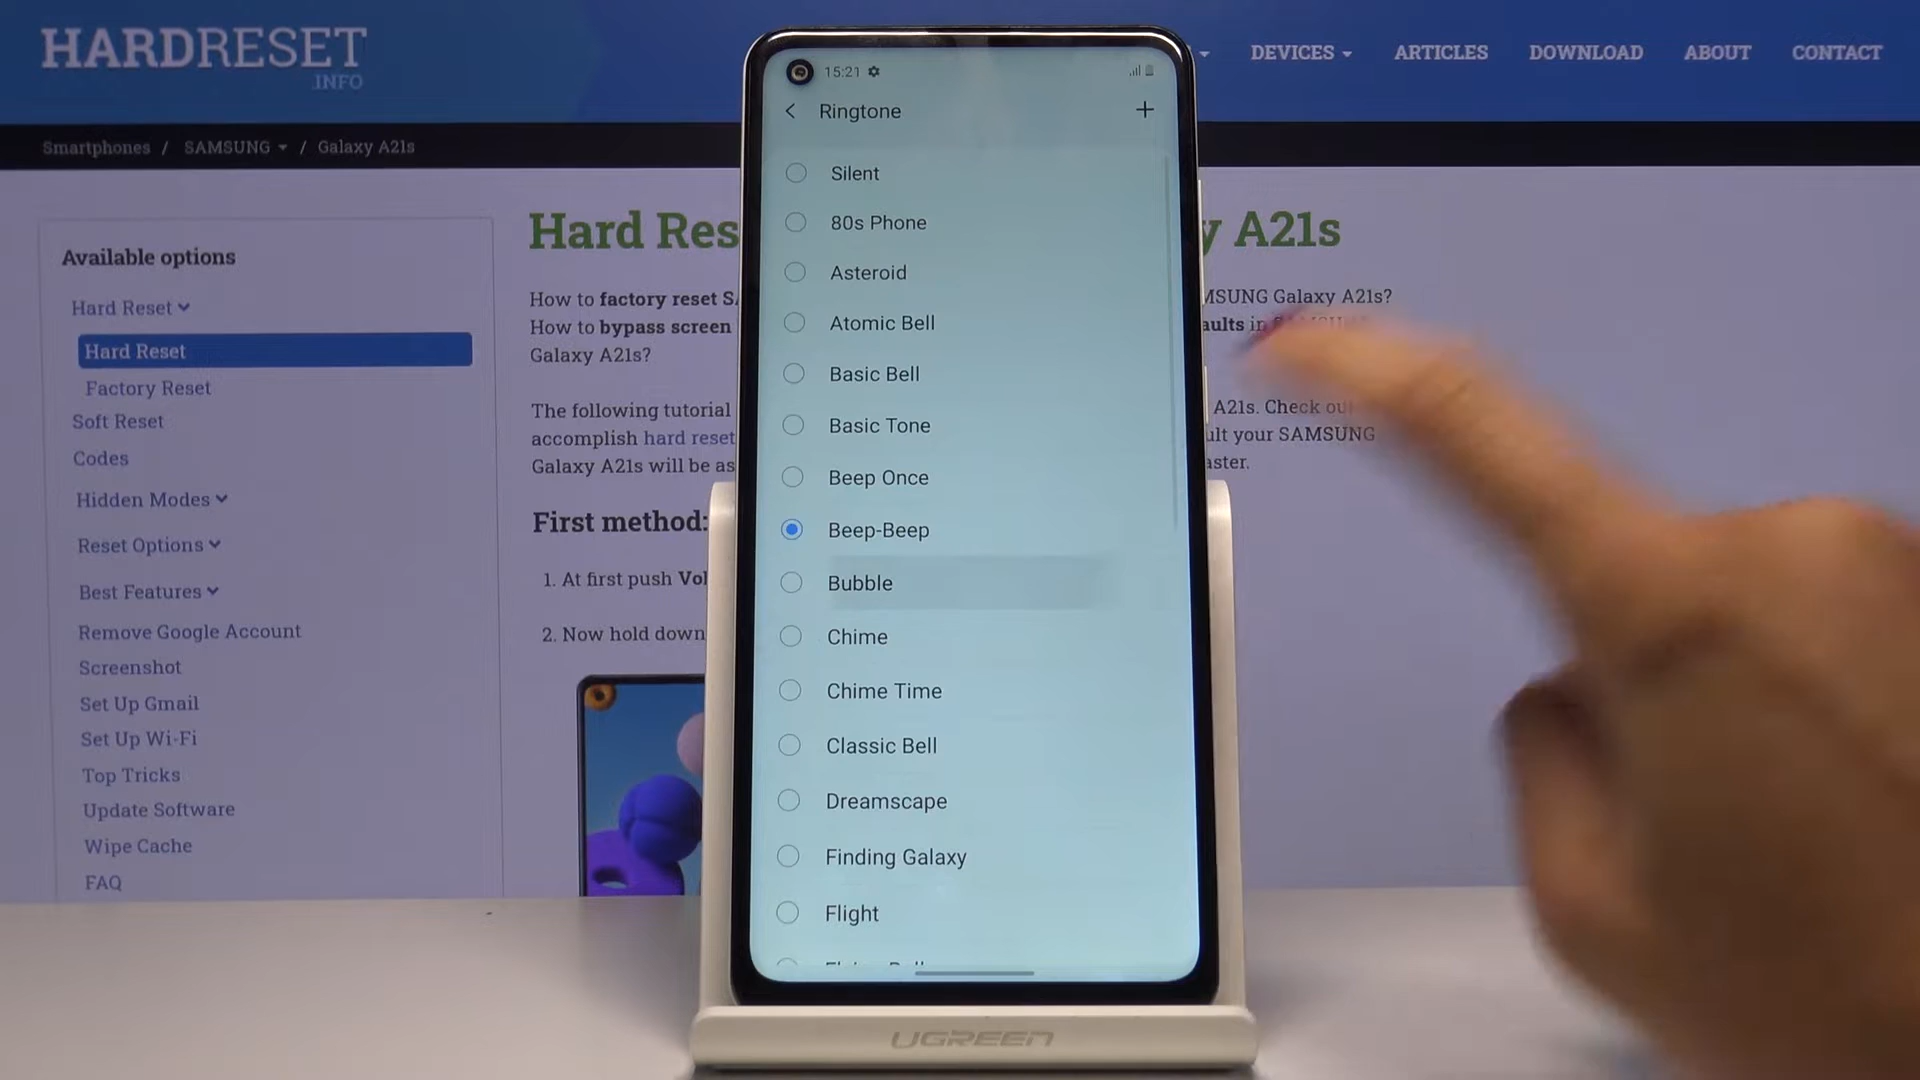 HARDRESET
.INFO
DEVICES
ARTICLES
DOWNLOAD
ABOUT
CONTACT
Smartphones / SAMSUNG / Galaxy A21s
Available options
Hard Reset
Hard Reset
Factory Reset
Soft Reset
Codes
Hidden Modes
Reset Options
Best Features
Remove Google Account
Screenshot
Set Up Gmail
Set Up Wi-Fi
Top Tricks
Update Software
Wipe Cache
FAQ
Hard Res
y A21s
How to factory reset S
MSUNG Galaxy A21s?
How to bypass screen
aults in
Galaxy A21s?
The following tutorial
A21s. Check ou
accomplish hard reset
ult your SAMSUNG
Galaxy A21s will be as
aster.
First method:
1. At first push Vol
2. Now hold down
15:21
Ringtone
Silent
80s Phone
Asteroid
Atomic Bell
Basic Bell
Basic Tone
Beep Once
Beep-Beep
Bubble
Chime
Chime Time
Classic Bell
Dreamscape
Finding Galaxy
Flight
UGREEN